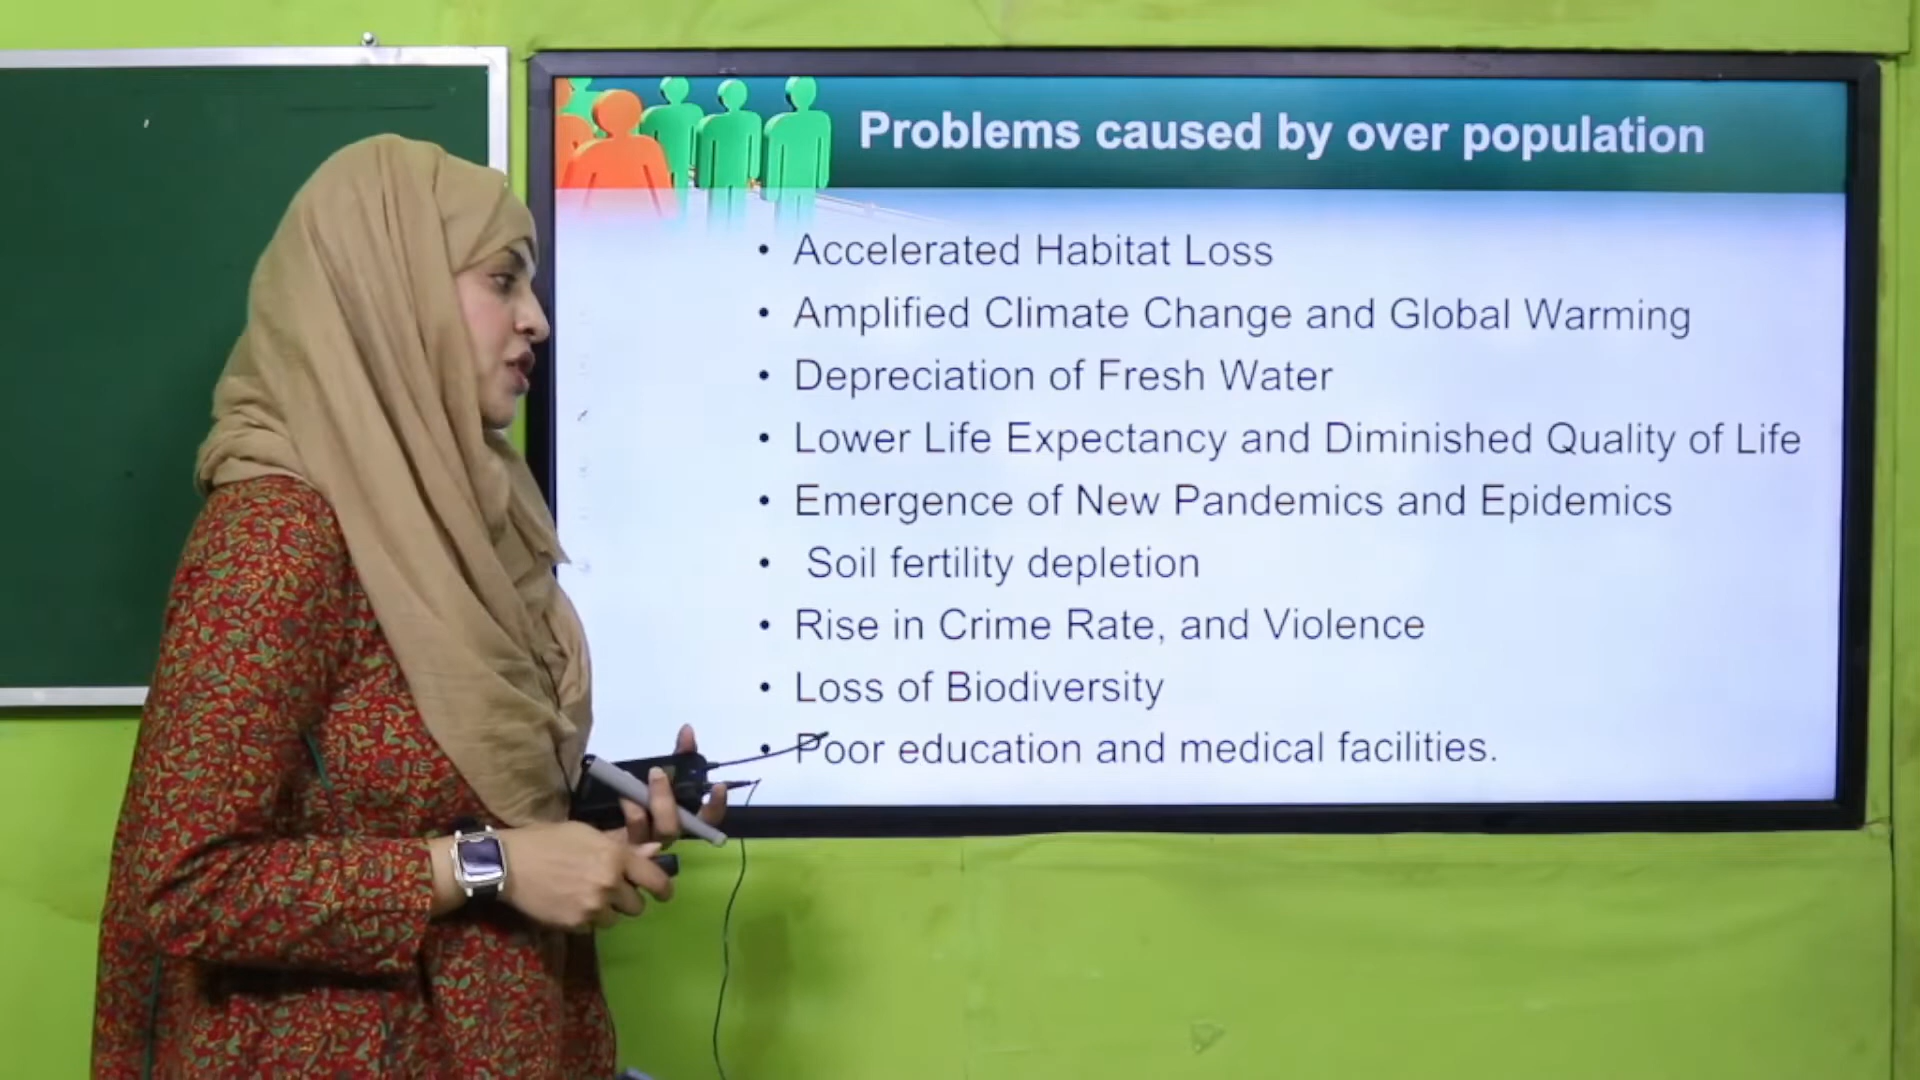 Problems caused by over population
• Accelerated Habitat Loss
• Amplified Climate Change and Global Warming
• Depreciation of Fresh Water
• Lower Life Expectancy and Diminished Quality of Life
• Emergence of New Pandemics and Epidemics
• Soil fertility depletion
• Rise in Crime Rate, and Violence
• Loss of Biodiversity
• Poor education and medical facilities.